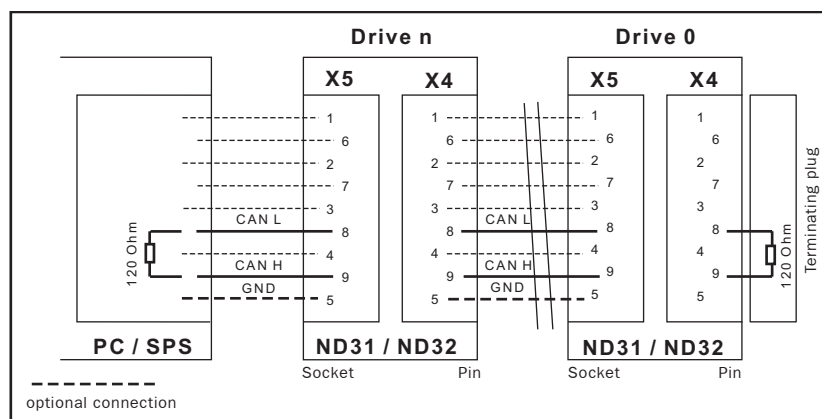 Drive n Drive 0
X5 X4 X5 X4
1 1 1 1
6 6 6 6
2 2 2 2
7 7 7 7
3 3 3 3
CAN L 8 8 CAN L 8 8
4 4 4 4
CAN H 9 9 CAN H 9 9
GND 5 5 GND 5 5
120 Ohm
120 Ohm
Terminating plug
PC / SPS ND31 / ND32 ND31 / ND32
Socket Pin Socket Pin
optional connection